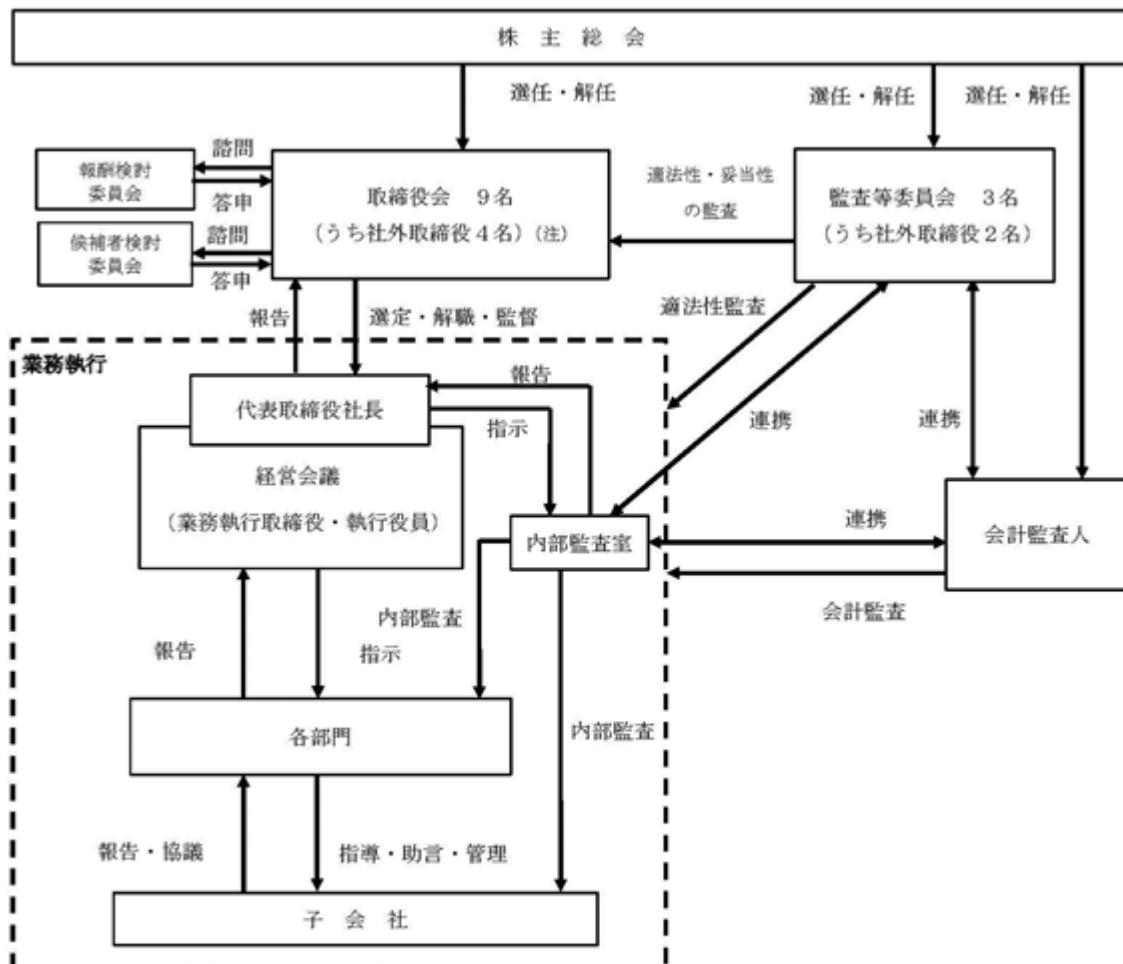 株 主 総 会
選任・解任
選任・解任
選任・解任
報酬検討
委員会
諮問
答申
候補者検討
委員会
諮問
答申
取締役会 9名
(うち社外取締役4名)(注)
適法性・妥当性
の監査
監査等委員会 3名
(うち社外取締役2名)
報告
選定・解職・監督
適法性監査
業務執行
代表取締役社長
報告
指示
連携
連携
経営会議
(業務執行取締役・執行役員)
内部監査室
連携
会計監査人
会計監査
内部監査
報告
指示
各部門
内部監査
報告・協議
指導・助言・管理
子 会 社